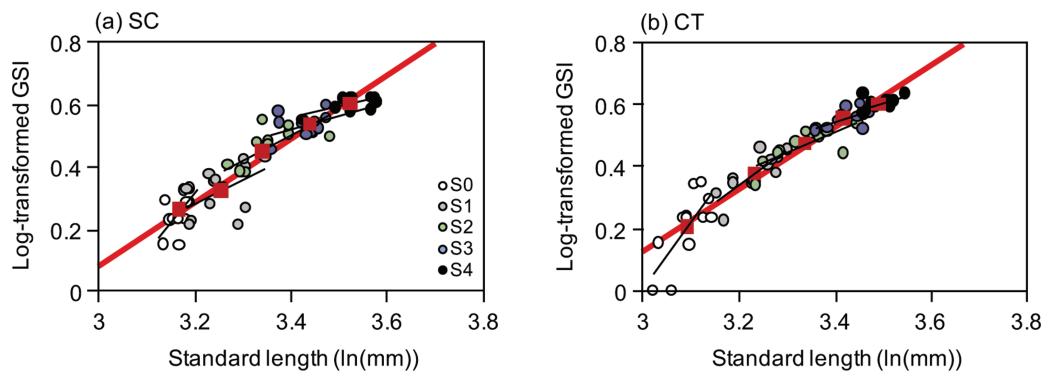 (a) SC
Log-transformed GSI
0.8
0.6
0.4
0.2
0
S0
S1
S2
S3
S4
3
3.2
3.4
3.6
3.8
Standard length (ln(mm))
(b) CT
Log-transformed GSI
0.8
0.6
0.4
0.2
0
3
3.2
3.4
3.6
3.8
Standard length (ln(mm))